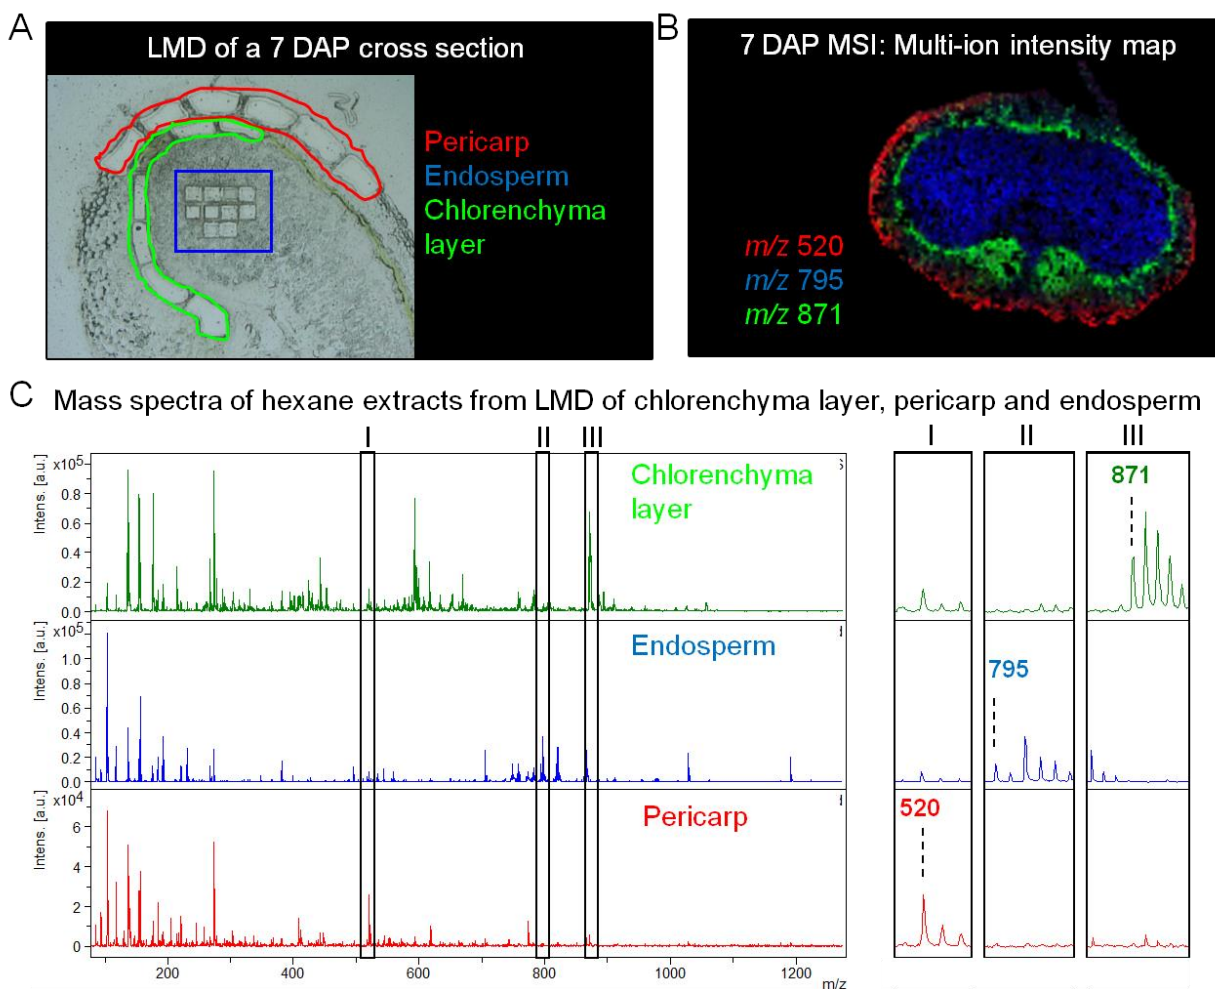 A
LMD of a 7 DAP cross section
Pericarp
Endosperm
Chlorenchyma
layer
B
7 DAP MSI: Multi-ion intensity map
m/z 520
m/z 795
m/z 871
C
Mass spectra of hexane extracts from LMD of chlorenchyma layer, pericarp and endosperm
I II III I II III
Intens. [a.u.]
x10⁵
0.8
0.6
0.4
0.2
0.0
Chlorenchyma
layer
871
Intens. [a.u.]
x10⁵
1.0
0.8
0.6
0.4
0.2
0.0
Endosperm
795
Intens. [a.u.]
x10⁴
6
4
2
0
Pericarp
520
200 400 600 800 1000 1200 m/z